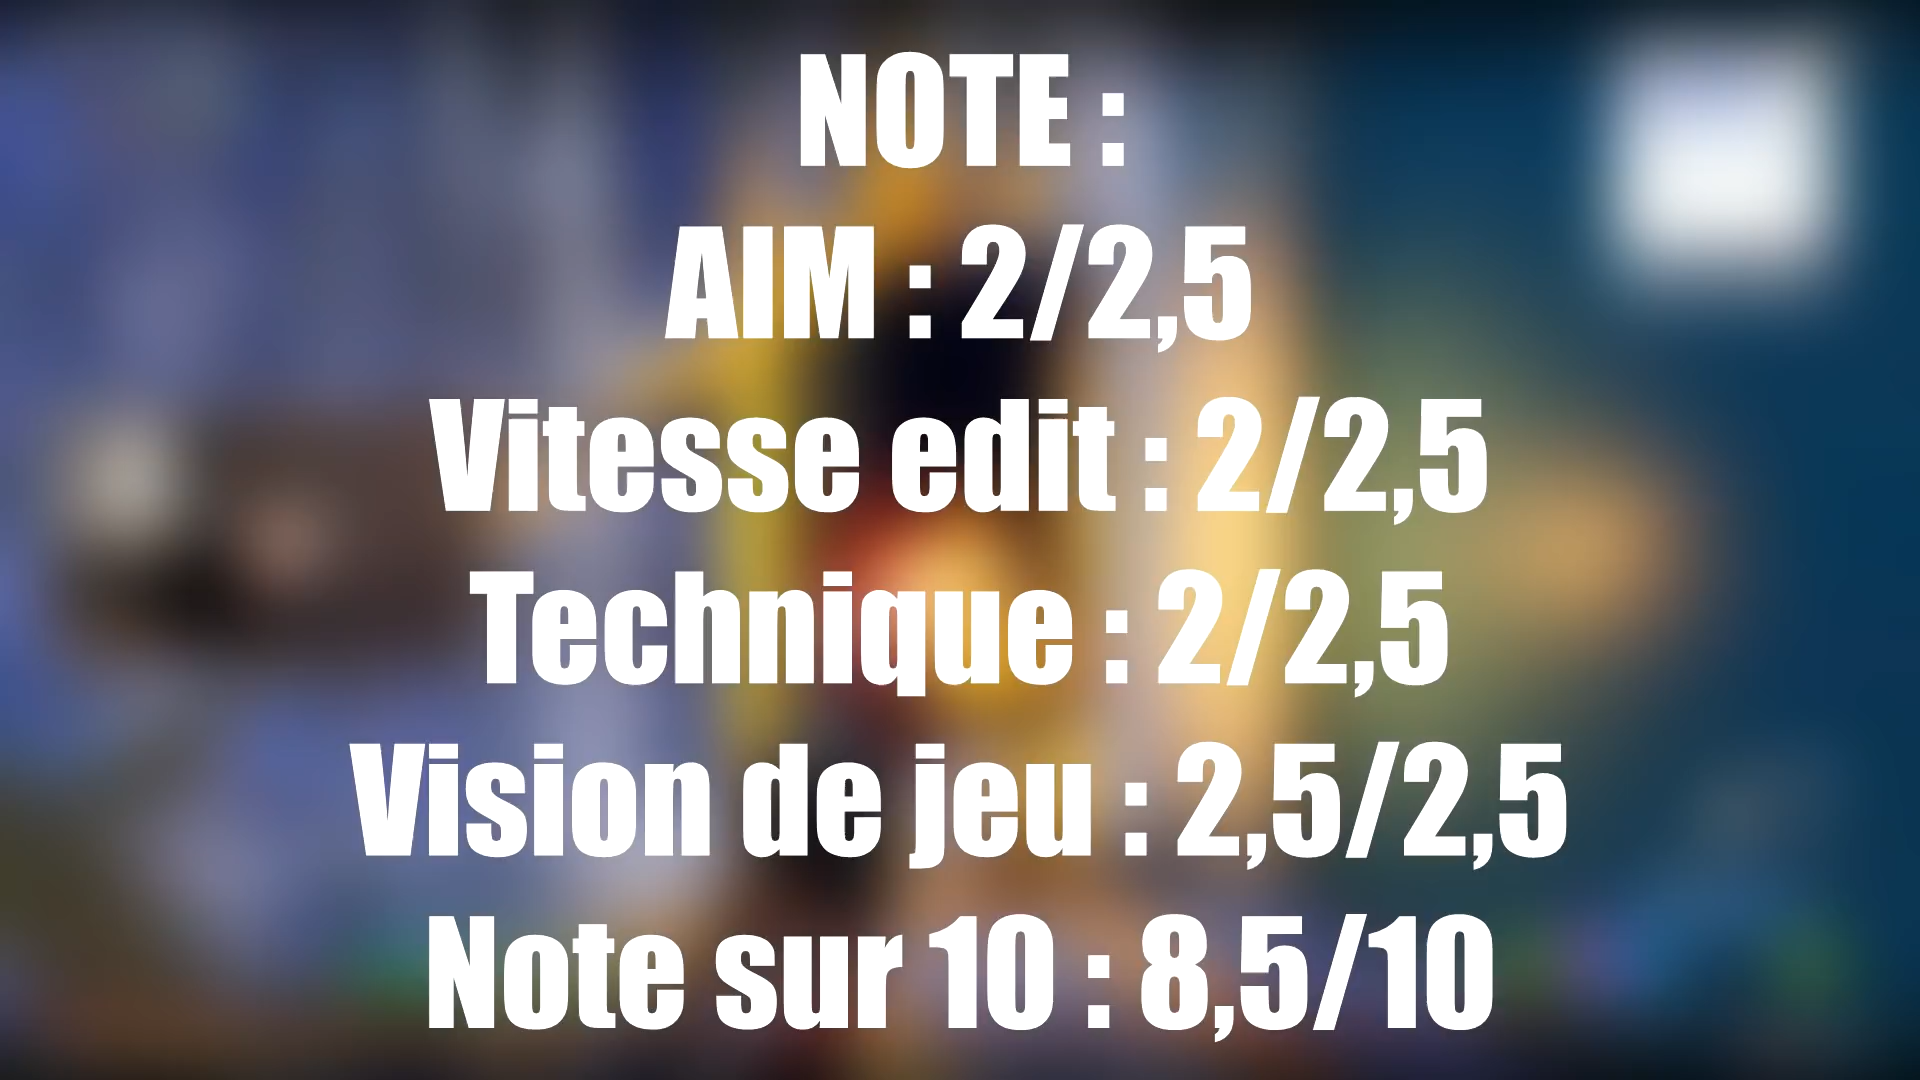 NOTE :
AIM : 2/2,5
Vitesse edit : 2/2,5
Technique : 2/2,5
Vision de jeu : 2,5/2,5
Note sur 10 : 8,5/10